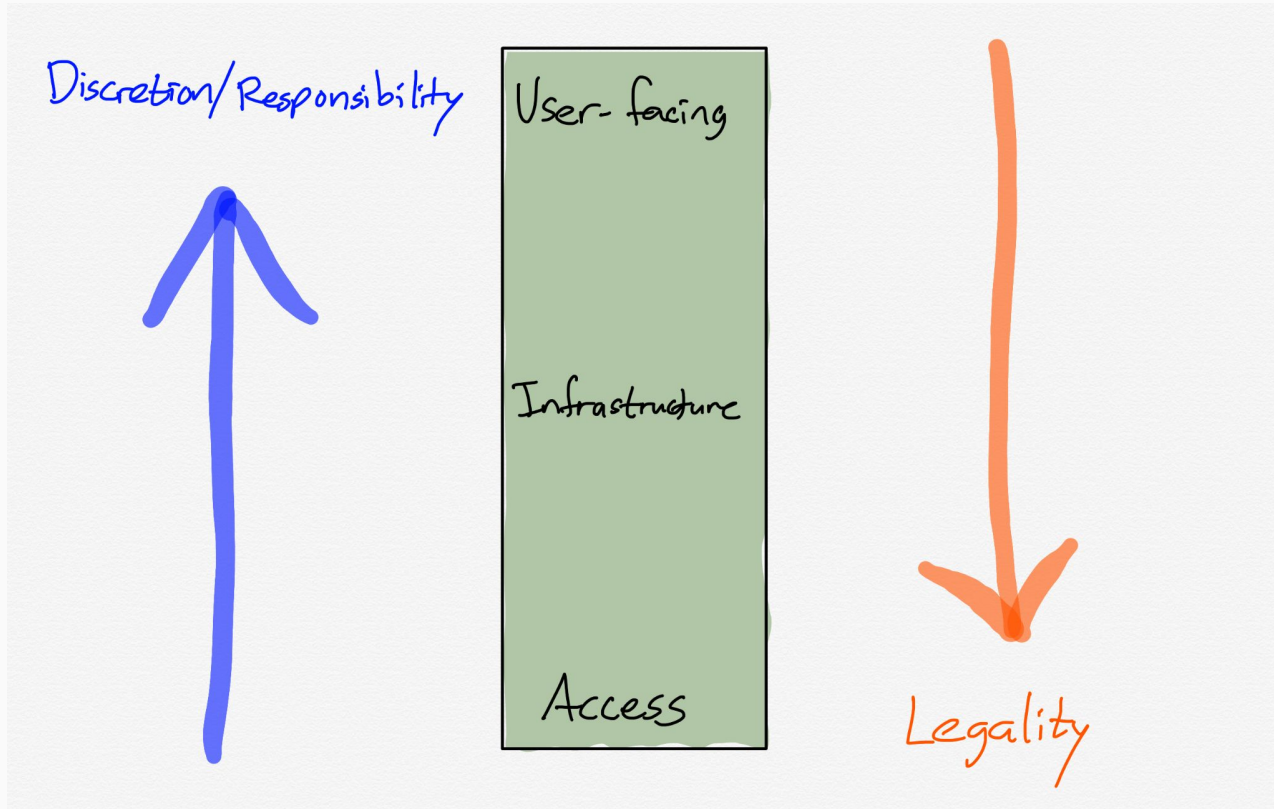 Discretion/Responsibility
User-facing
Infrastructure
Access
Legality